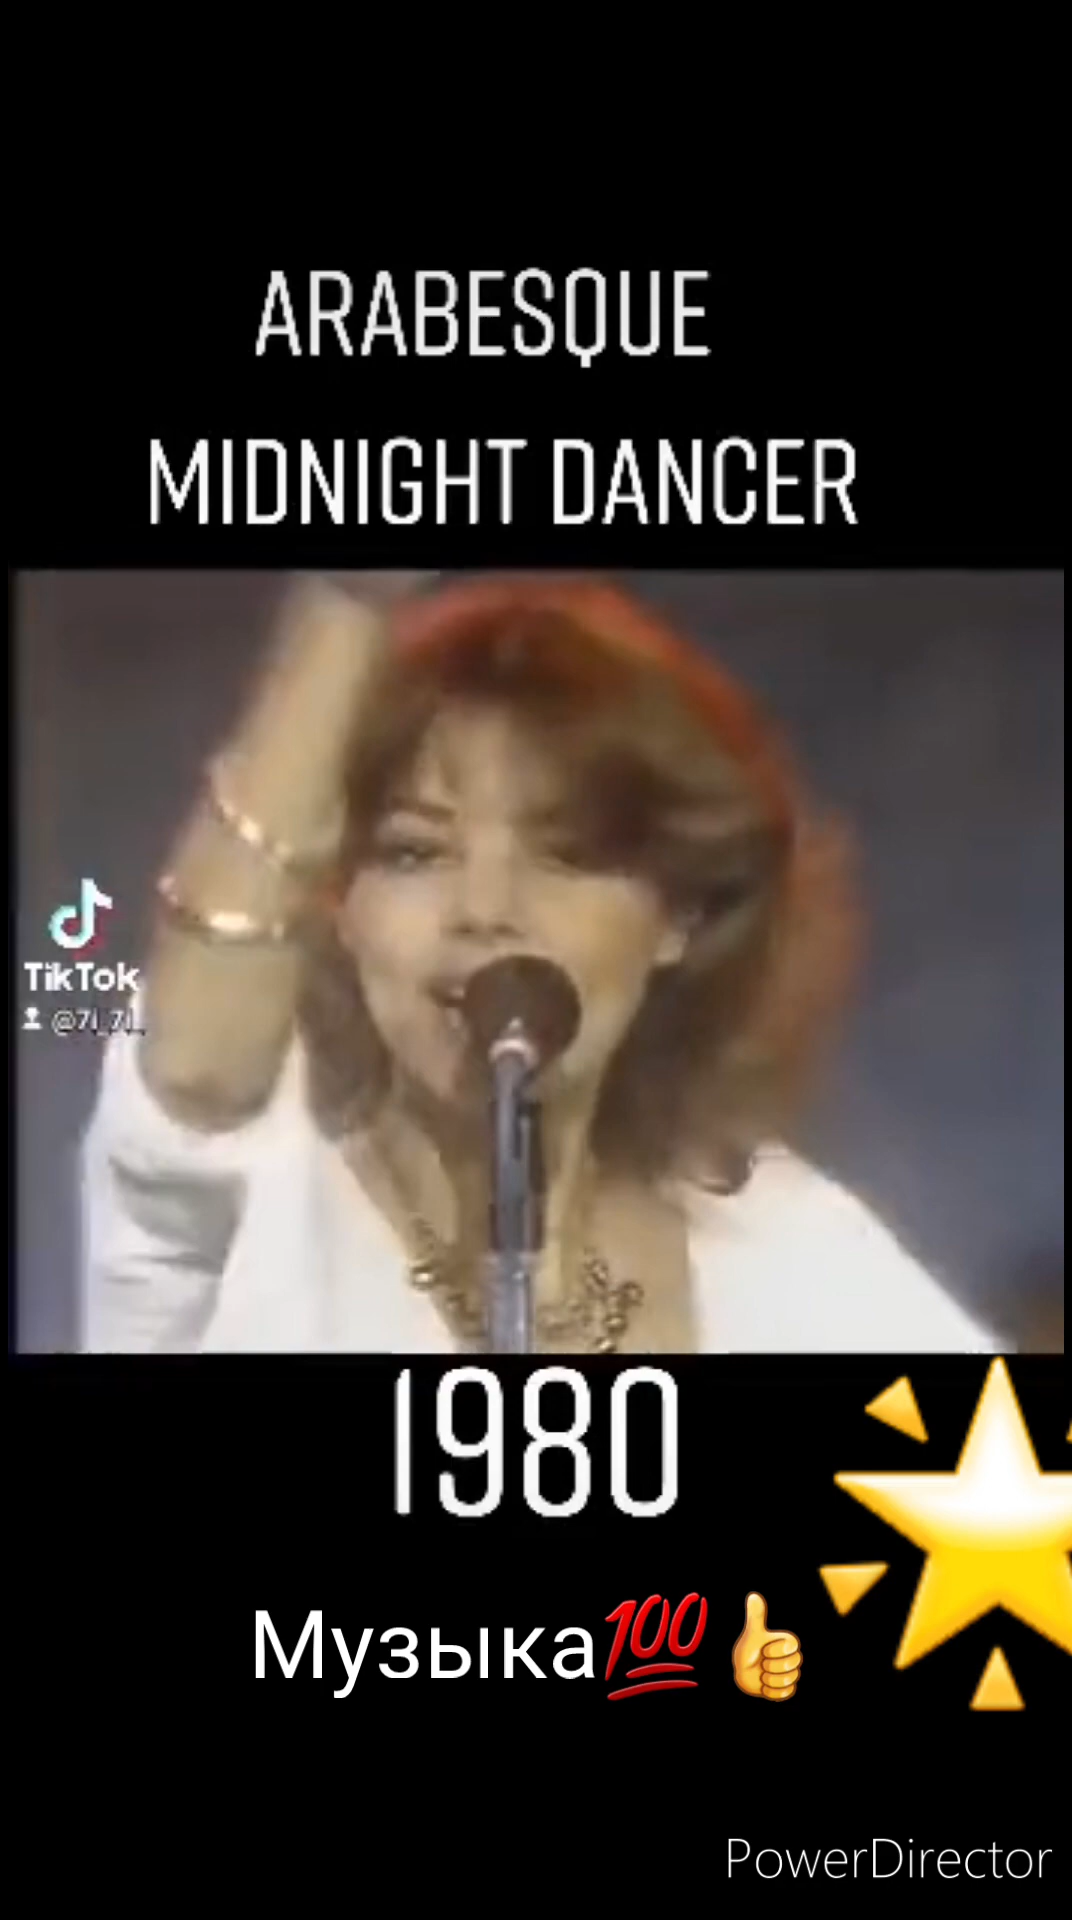 ARABESQUE
MIDNIGHT DANCER
TikTok
1980
Музыка💯👍
PowerDirector